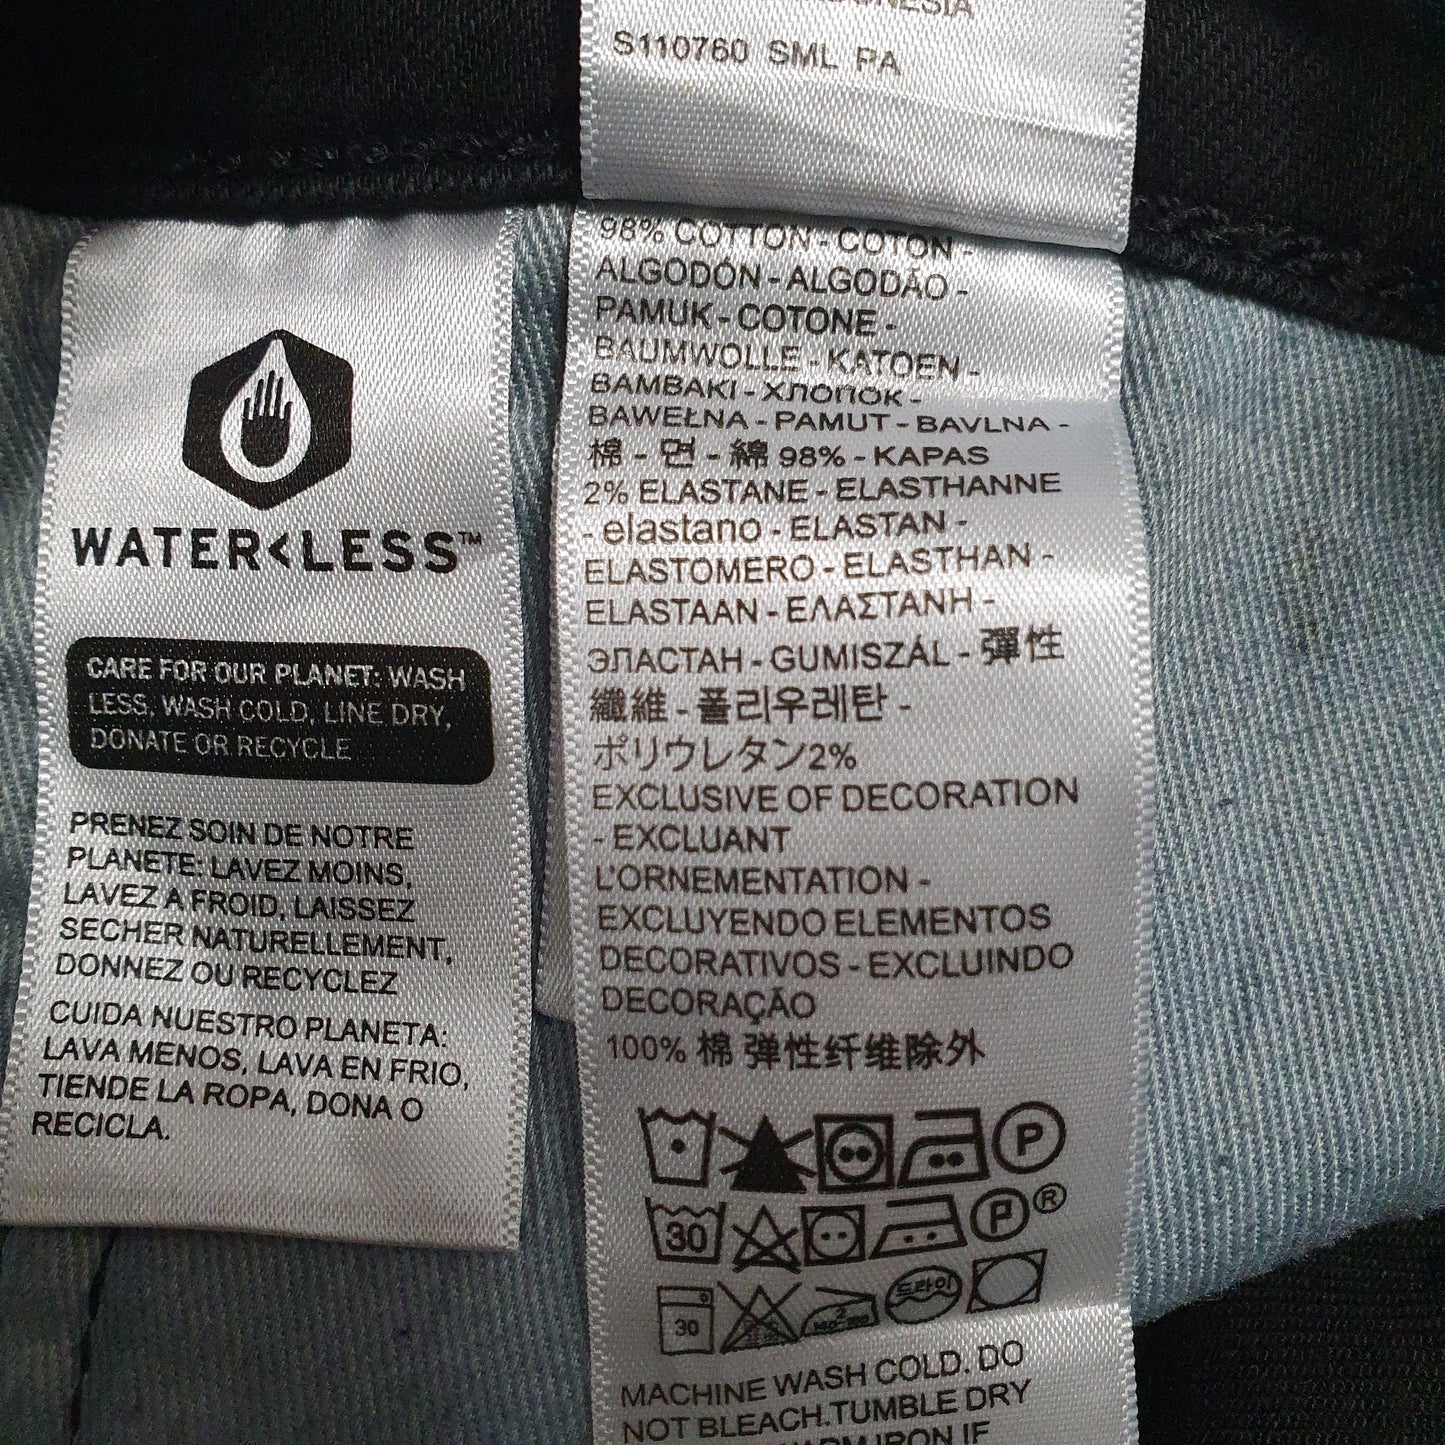 S110760 SML PA
WATER<LESS™
CARE FOR OUR PLANET: WASH
LESS, WASH COLD, LINE DRY,
DONATE OR RECYCLE
PRENEZ SOIN DE NOTRE
PLANETE: LAVEZ MOINS,
LAVEZ A FROID, LAISSEZ
SECHER NATURELLEMENT,
DONNEZ OU RECYCLEZ
CUIDA NUESTRO PLANETA:
LAVA MENOS, LAVA EN FRIO,
TIENDE LA ROPA, DONA O
RECICLA.
98% COTTON - COTON -
ALGODÓN - ALGODÃO -
PAMUK - COTONE -
BAUMWOLLE - KATOEN -
BAMBAKI - ХЛОПОК -
BAWEŁNA - PAMUT - BAVLNA -
棉 - 면 - 綿 98% - KAPAS
2% ELASTANE - ELASTHANNE
- elastano - ELASTAN -
ELASTOMERO - ELASTHAN -
ELASTAAN - ΕΛΑΣΤΑΝΗ -
ЭЛАСТАН - GUMISZÁL - 彈性
纖維 - 폴리우레탄 -
ポリウレタン2%
EXCLUSIVE OF DECORATION
- EXCLUANT
L'ORNEMENTATION -
EXCLUYENDO ELEMENTOS
DECORATIVOS - EXCLUINDO
DECORAÇÃO
100% 棉 弹性纤维除外
P
30 P ®
30 드라이
MACHINE WASH COLD. DO
NOT BLEACH.TUMBLE DRY
IRON IF